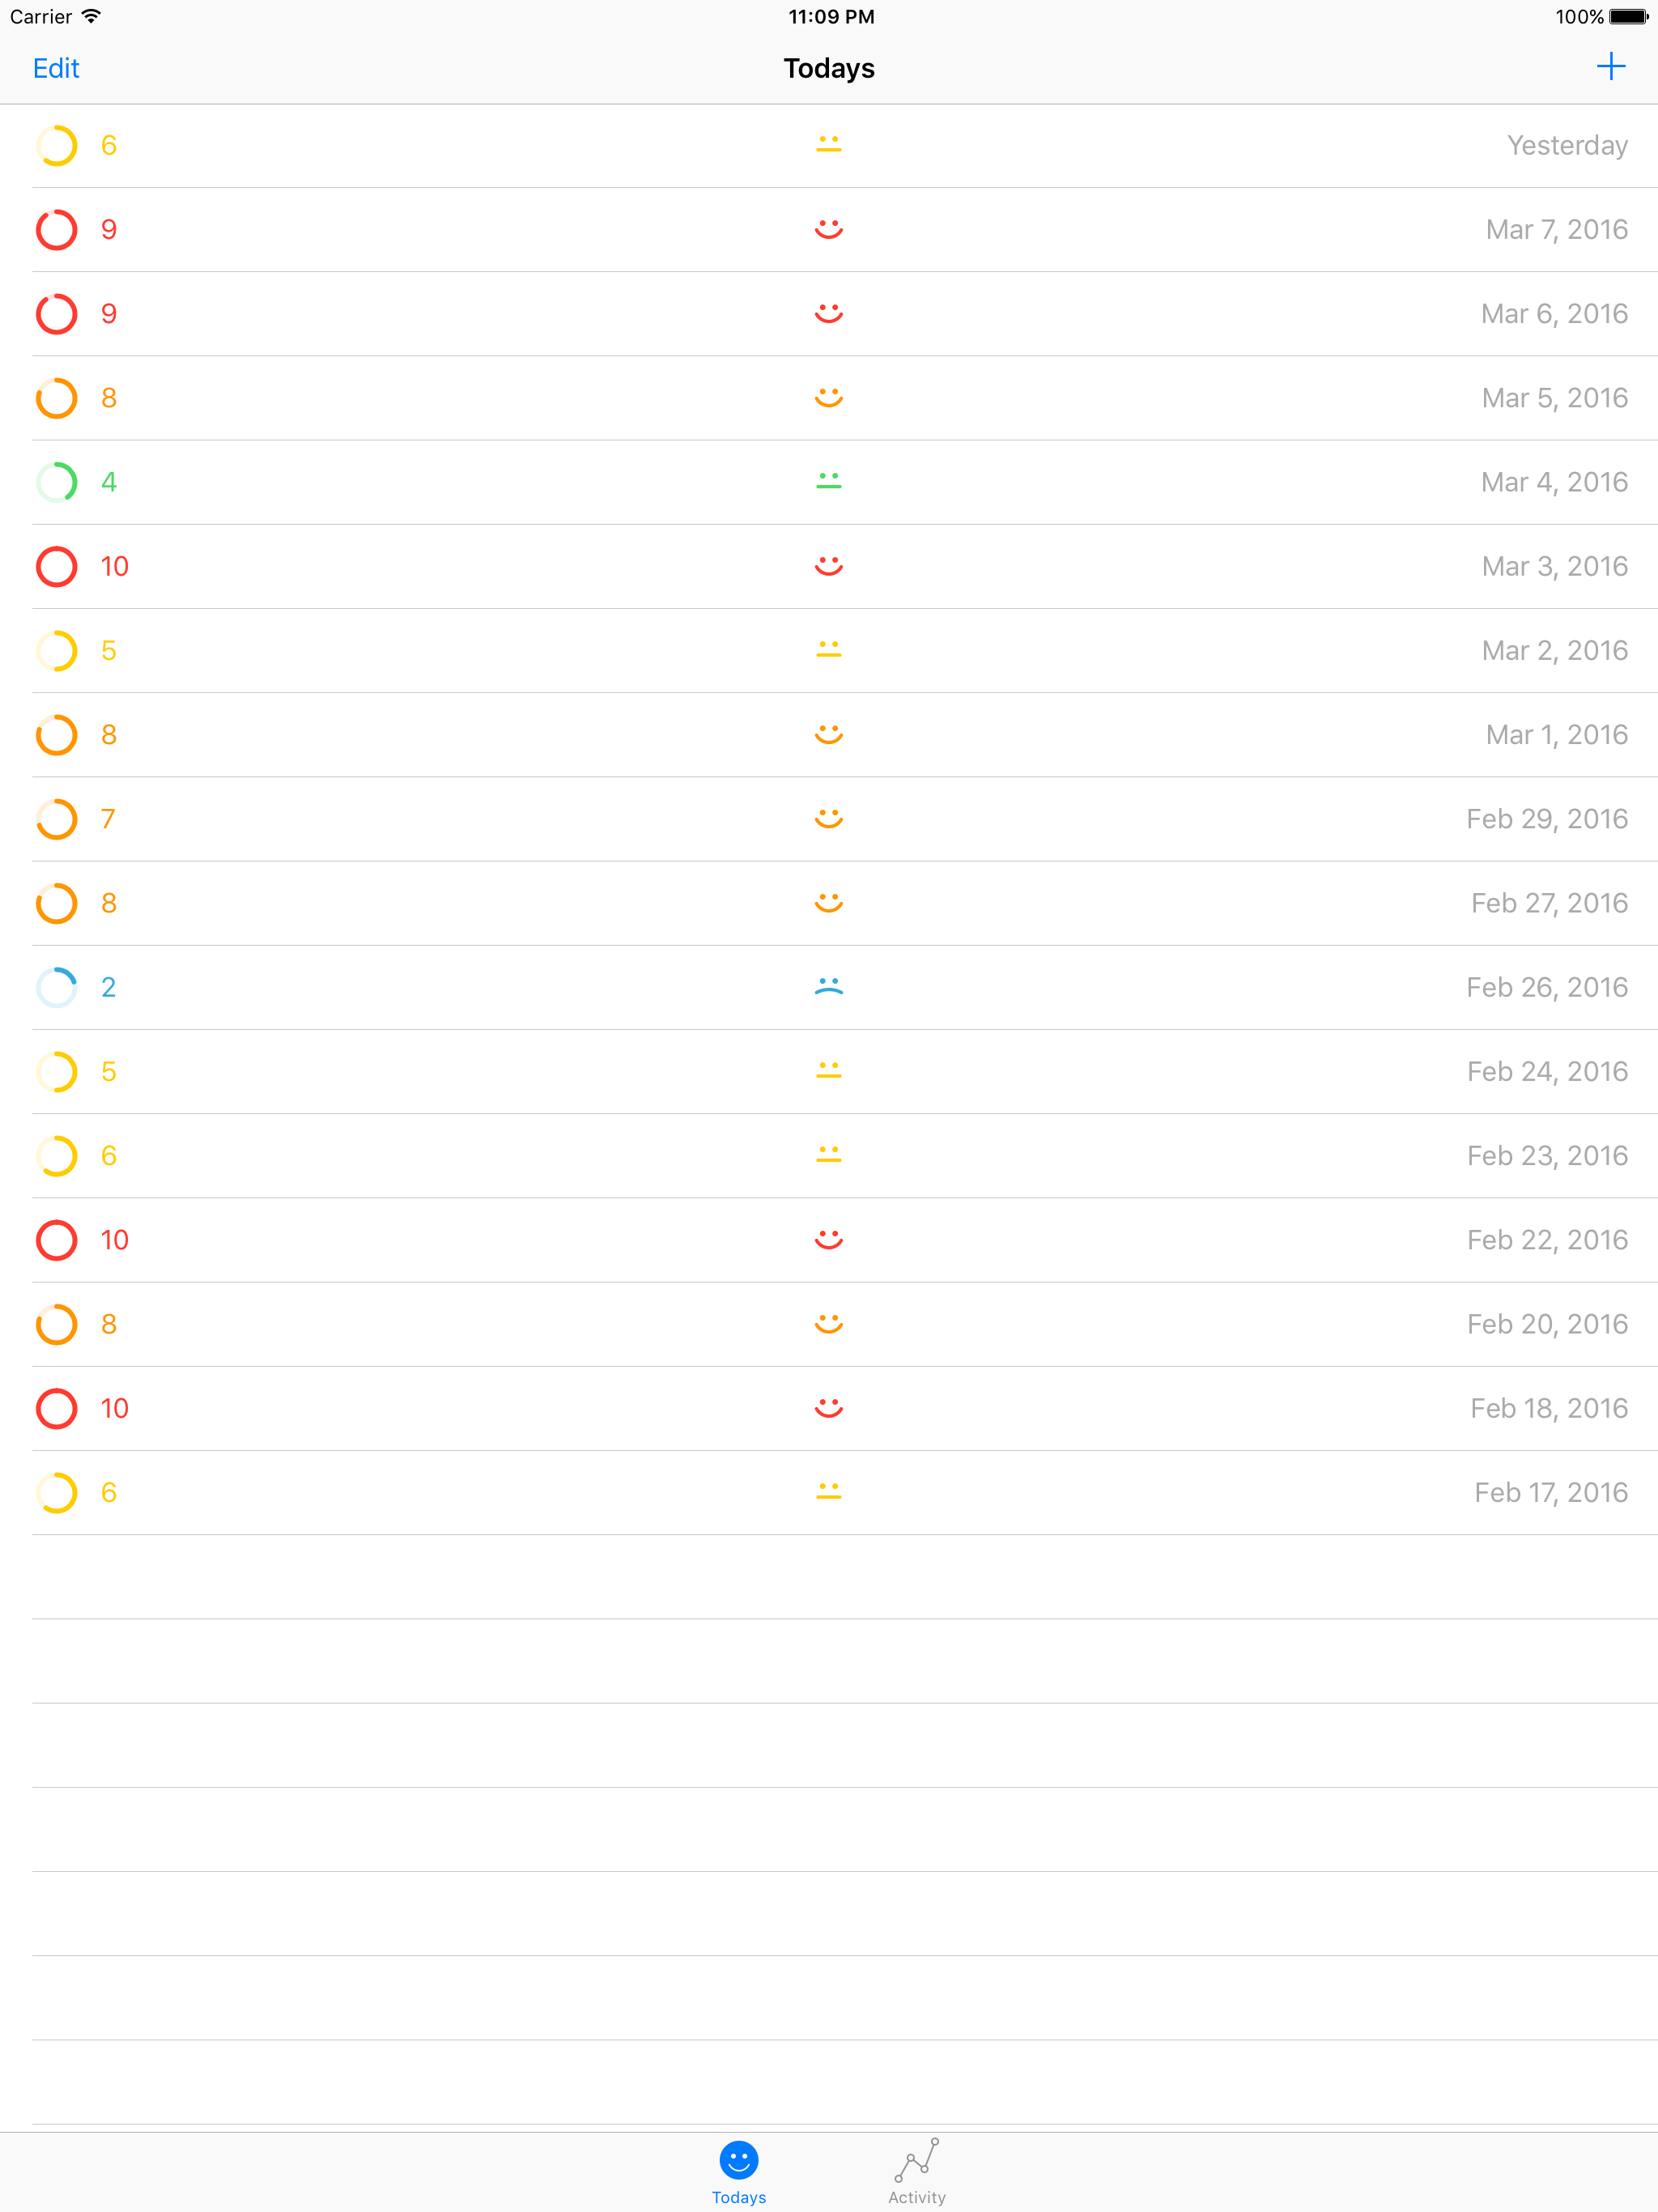 Carrier 11:09 PM 100%
Edit Todays +
6 Yesterday
9 Mar 7, 2016
9 Mar 6, 2016
8 Mar 5, 2016
4 Mar 4, 2016
10 Mar 3, 2016
5 Mar 2, 2016
8 Mar 1, 2016
7 Feb 29, 2016
8 Feb 27, 2016
2 Feb 26, 2016
5 Feb 24, 2016
6 Feb 23, 2016
10 Feb 22, 2016
8 Feb 20, 2016
10 Feb 18, 2016
6 Feb 17, 2016
Todays Activity